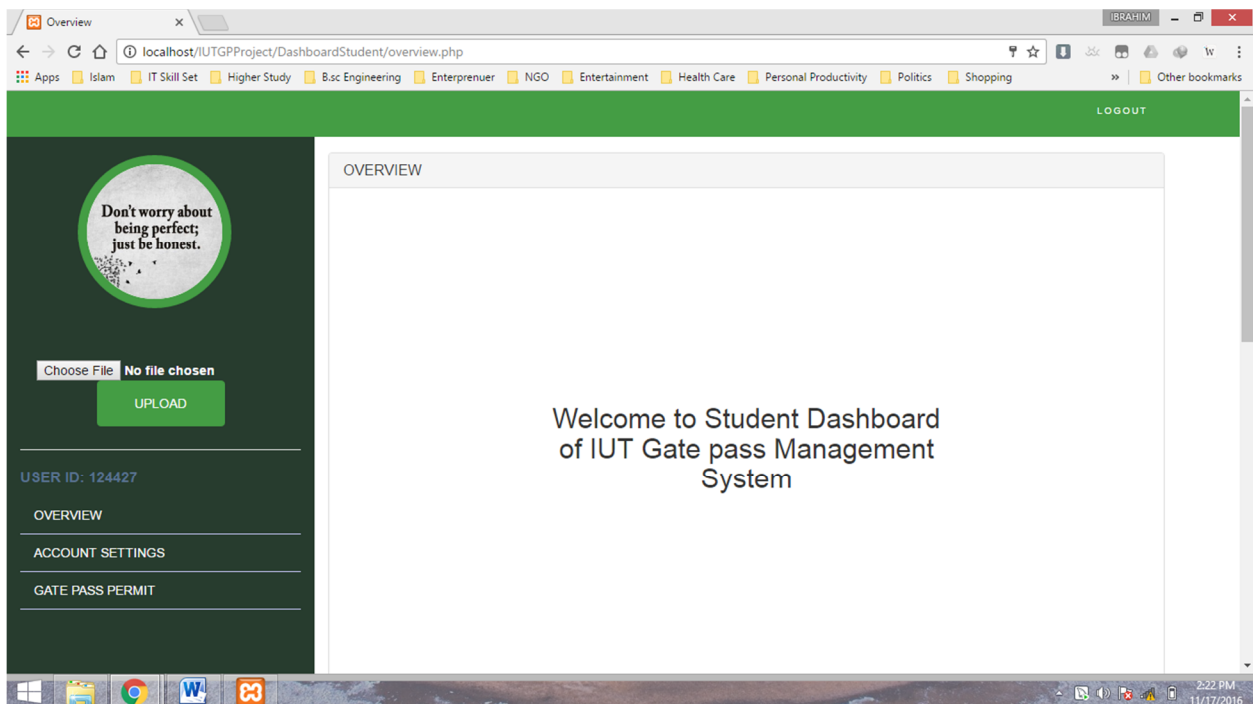 Overview
IBRAHIM
localhost/IUTGPProject/DashboardStudent/overview.php
Apps Islam IT Skill Set Higher Study B.sc Engineering Enterprenuer NGO Entertainment Health Care Personal Productivity Politics Shopping » Other bookmarks
LOGOUT
Don't worry about
being perfect;
just be honest.
Choose File No file chosen
UPLOAD
USER ID: 124427
OVERVIEW
ACCOUNT SETTINGS
GATE PASS PERMIT
OVERVIEW
Welcome to Student Dashboard
of IUT Gate pass Management
System
2:22 PM
11/17/2016